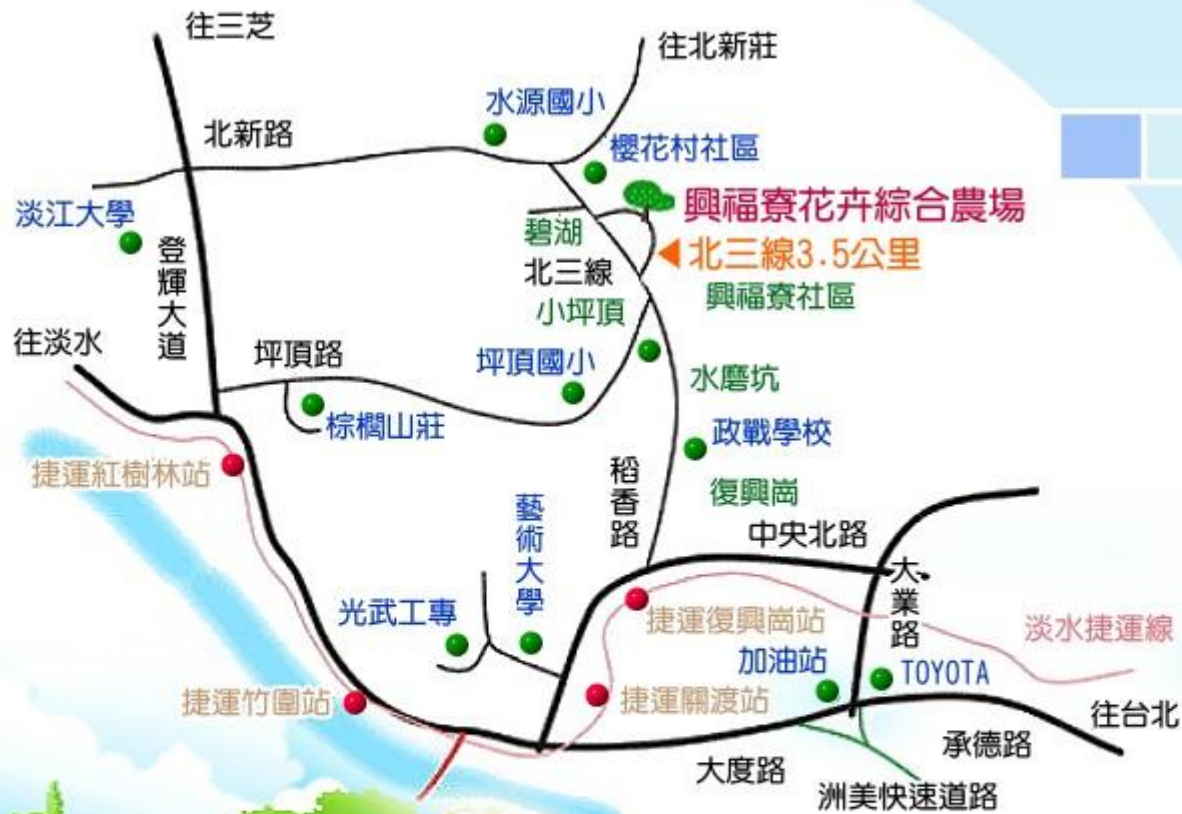 往三芝
往北新莊
水源國小
北新路
櫻花村社區
淡江大學
興福寮花卉綜合農場
碧湖
登輝大道
北三線3.5公里
北三線
興福寮社區
小坪頂
往淡水
坪頂路
坪頂國小
水磨坑
棕櫚山莊
政戰學校
捷運紅樹林站
稻香路
復興崗
藝術大學
中央北路
大業路
光武工專
捷運復興崗站
淡水捷運線
加油站
TOYOTA
捷運竹圍站
捷運關渡站
往台北
大度路
承德路
洲美快速道路